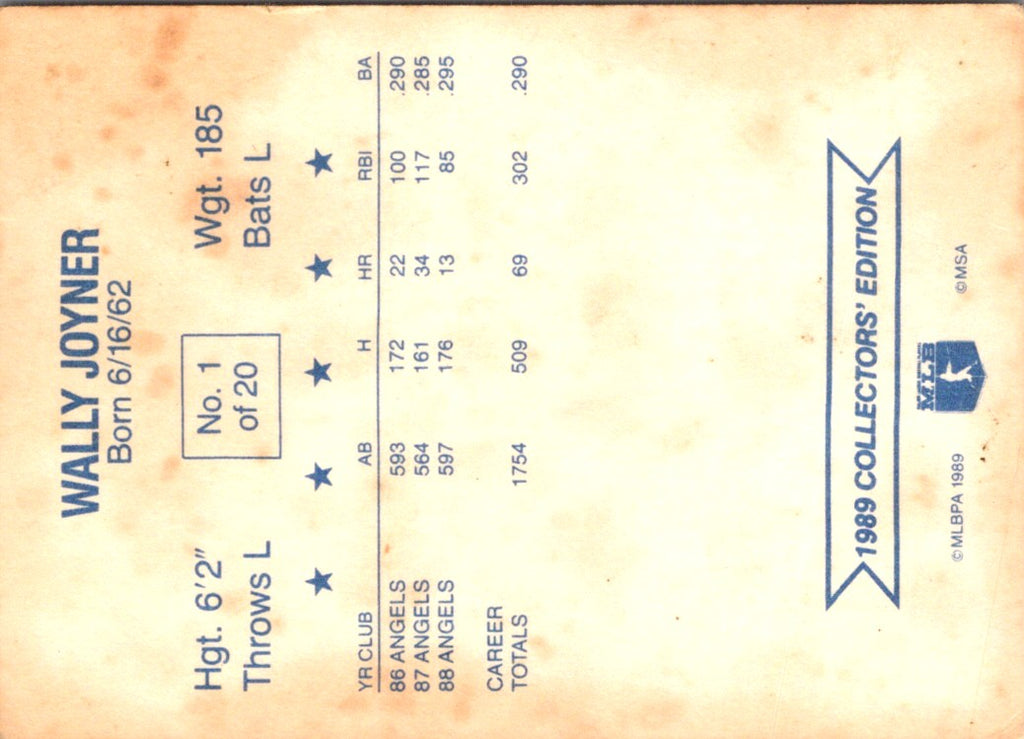 WALLY JOYNER
Born 6/16/62
Hgt. 6'2" No. 1 of 20 Wgt. 185
Throws L Bats L
YR CLUB AB H HR RBI BA
86 ANGELS 593 172 22 100 .290
87 ANGELS 564 161 34 117 .285
88 ANGELS 597 176 13 85 .295
CAREER
TOTALS 1754 509 69 302 .290
1989 COLLECTORS' EDITION
MLB
©MLBPA 1989 ©MSA